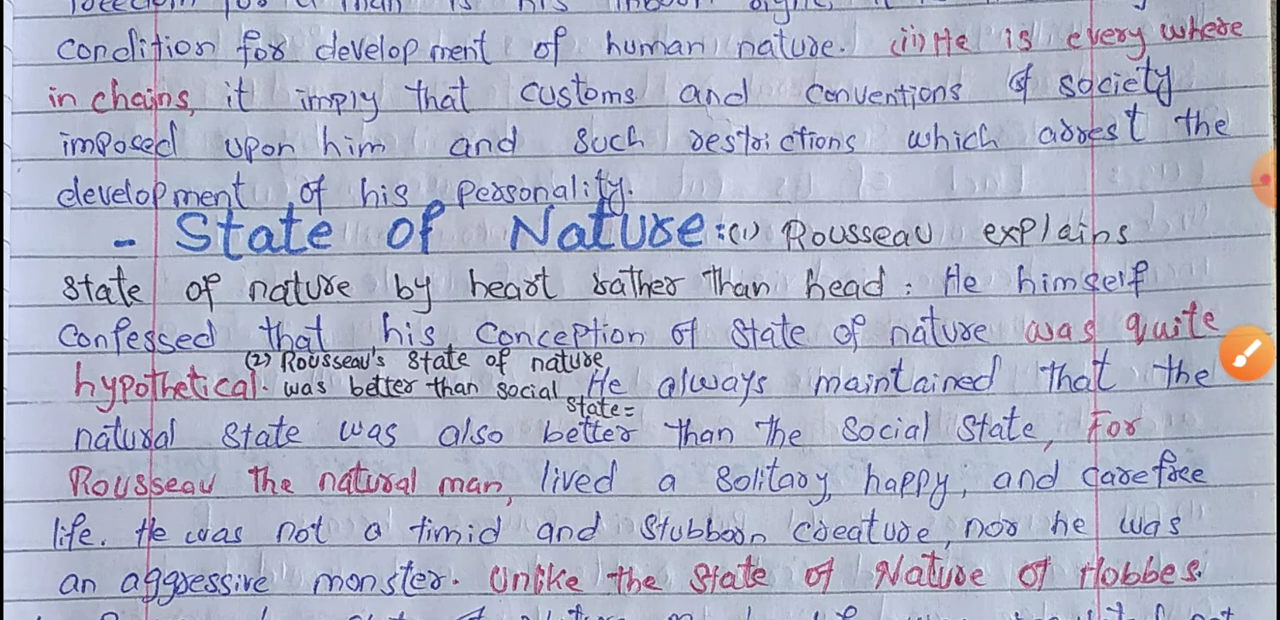 condition for development of human nature. (ii) He is every where
in chains, it imply that customs and conventions of society
imposed upon him and such restrictions which arrest the
development of his personality.
- State of Nature :(1) Rousseau explains
state of nature by heart rather than head : He himself
confessed that his conception of state of nature was quite
(2) Rousseau's state of nature
hypothetical. was better than social He always maintained that the
state =
natural state was also better than the social state, For
Rousseau the natural man, lived a solitary, happy, and carefree
life. He was not a timid and stubborn creature, nor he was
an aggressive monster. Unlike the State of Nature of Hobbes.